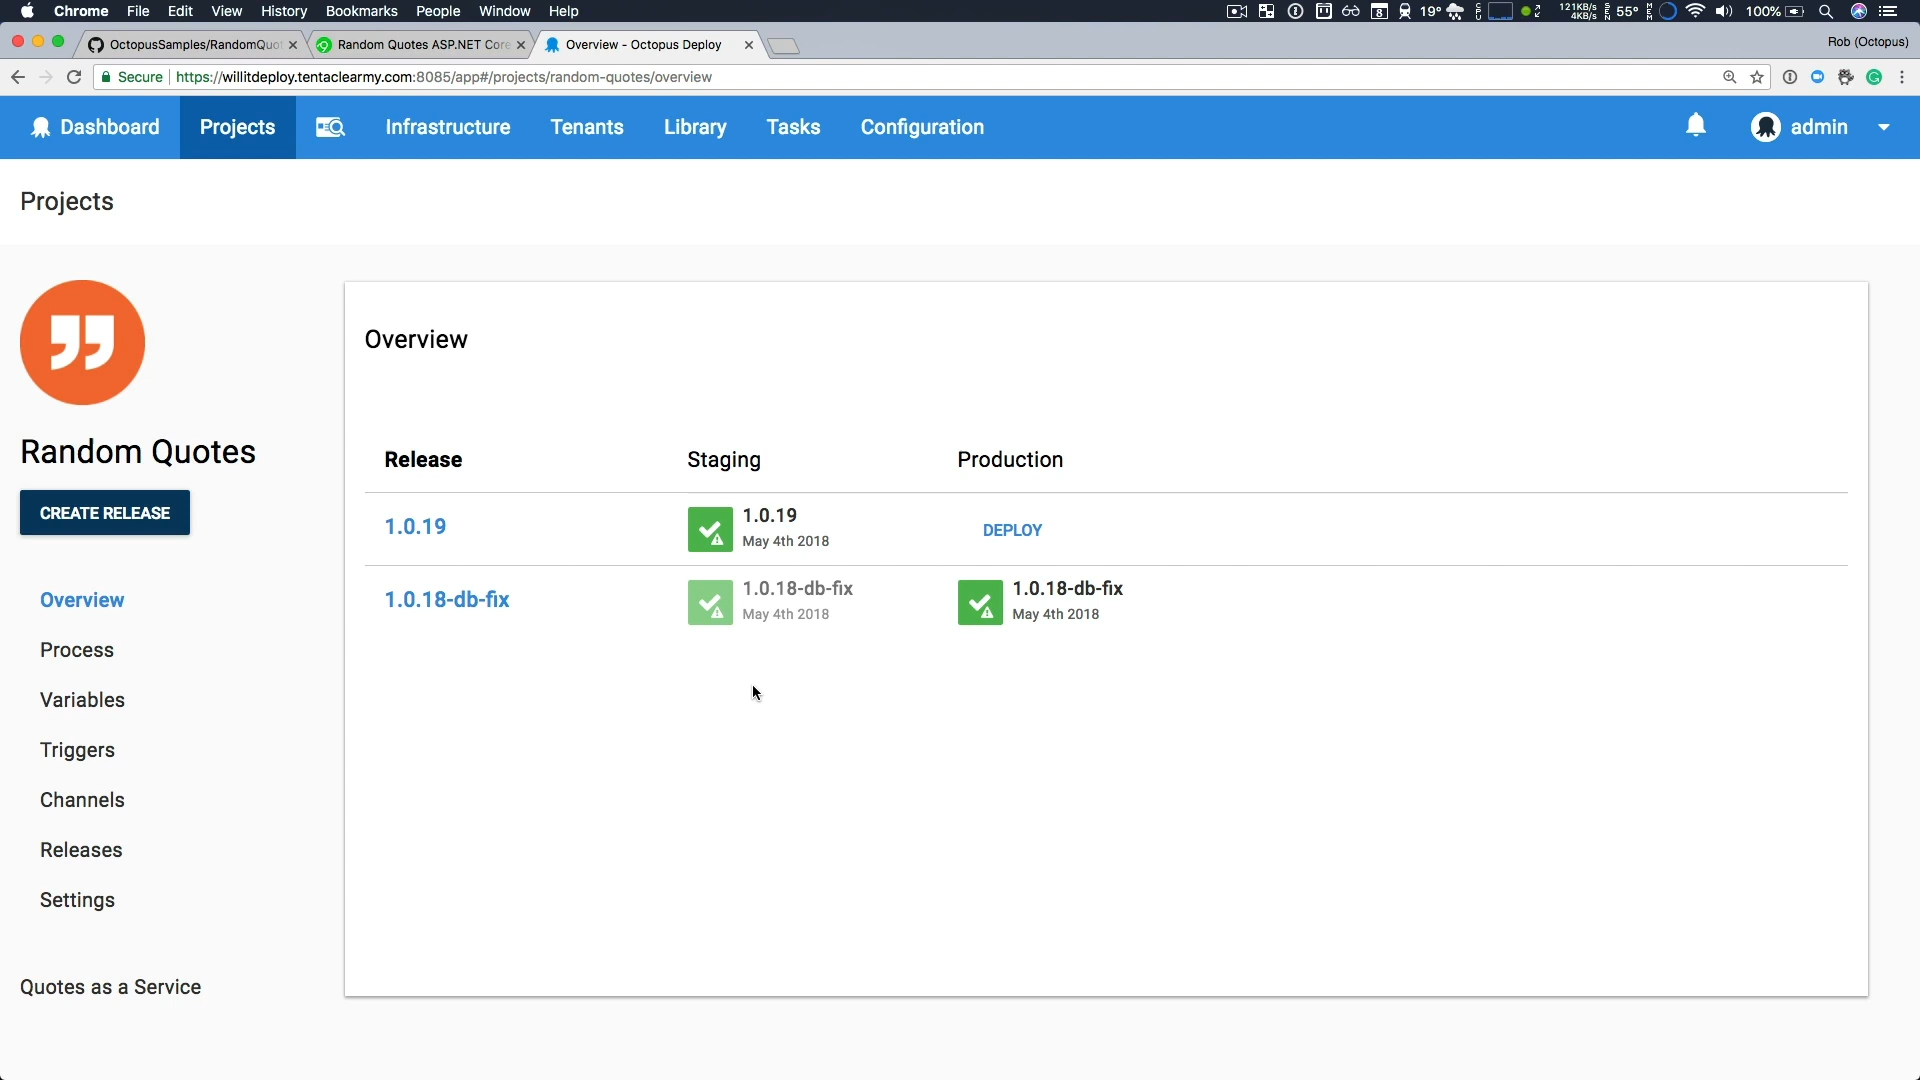 Chrome File Edit View History Bookmarks People Window Help 8 19° 121KB/s 4KB/s 55° 100%
OctopusSamples/RandomQuot Random Quotes ASP.NET Core Overview - Octopus Deploy Rob (Octopus)
Secure https://willitdeploy.tentaclearmy.com:8085/app#/projects/random-quotes/overview
Dashboard Projects Infrastructure Tenants Library Tasks Configuration admin
Projects
Overview
Random Quotes
CREATE RELEASE
Release Staging Production
1.0.19 1.0.19 DEPLOY
May 4th 2018
1.0.18-db-fix 1.0.18-db-fix 1.0.18-db-fix
May 4th 2018 May 4th 2018
Overview
Process
Variables
Triggers
Channels
Releases
Settings
Quotes as a Service